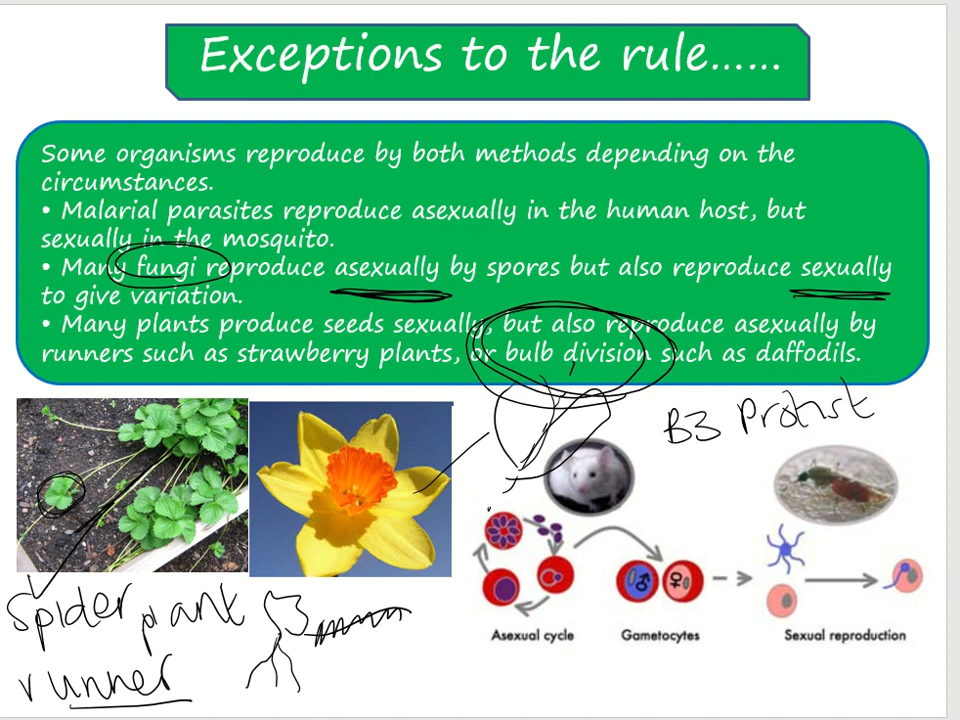 Exceptions to the rule......
Some organisms reproduce by both methods depending on the
circumstances.
• Malarial parasites reproduce asexually in the human host, but
sexually in the mosquito.
• Many fungi reproduce asexually by spores but also reproduce sexually
to give variation.
• Many plants produce seeds sexually, but also reproduce asexually by
runners such as strawberry plants, or bulb division such as daffodils.
B3 Protist
Asexual cycle
Gametocytes
Sexual reproduction
Spider plant
runner